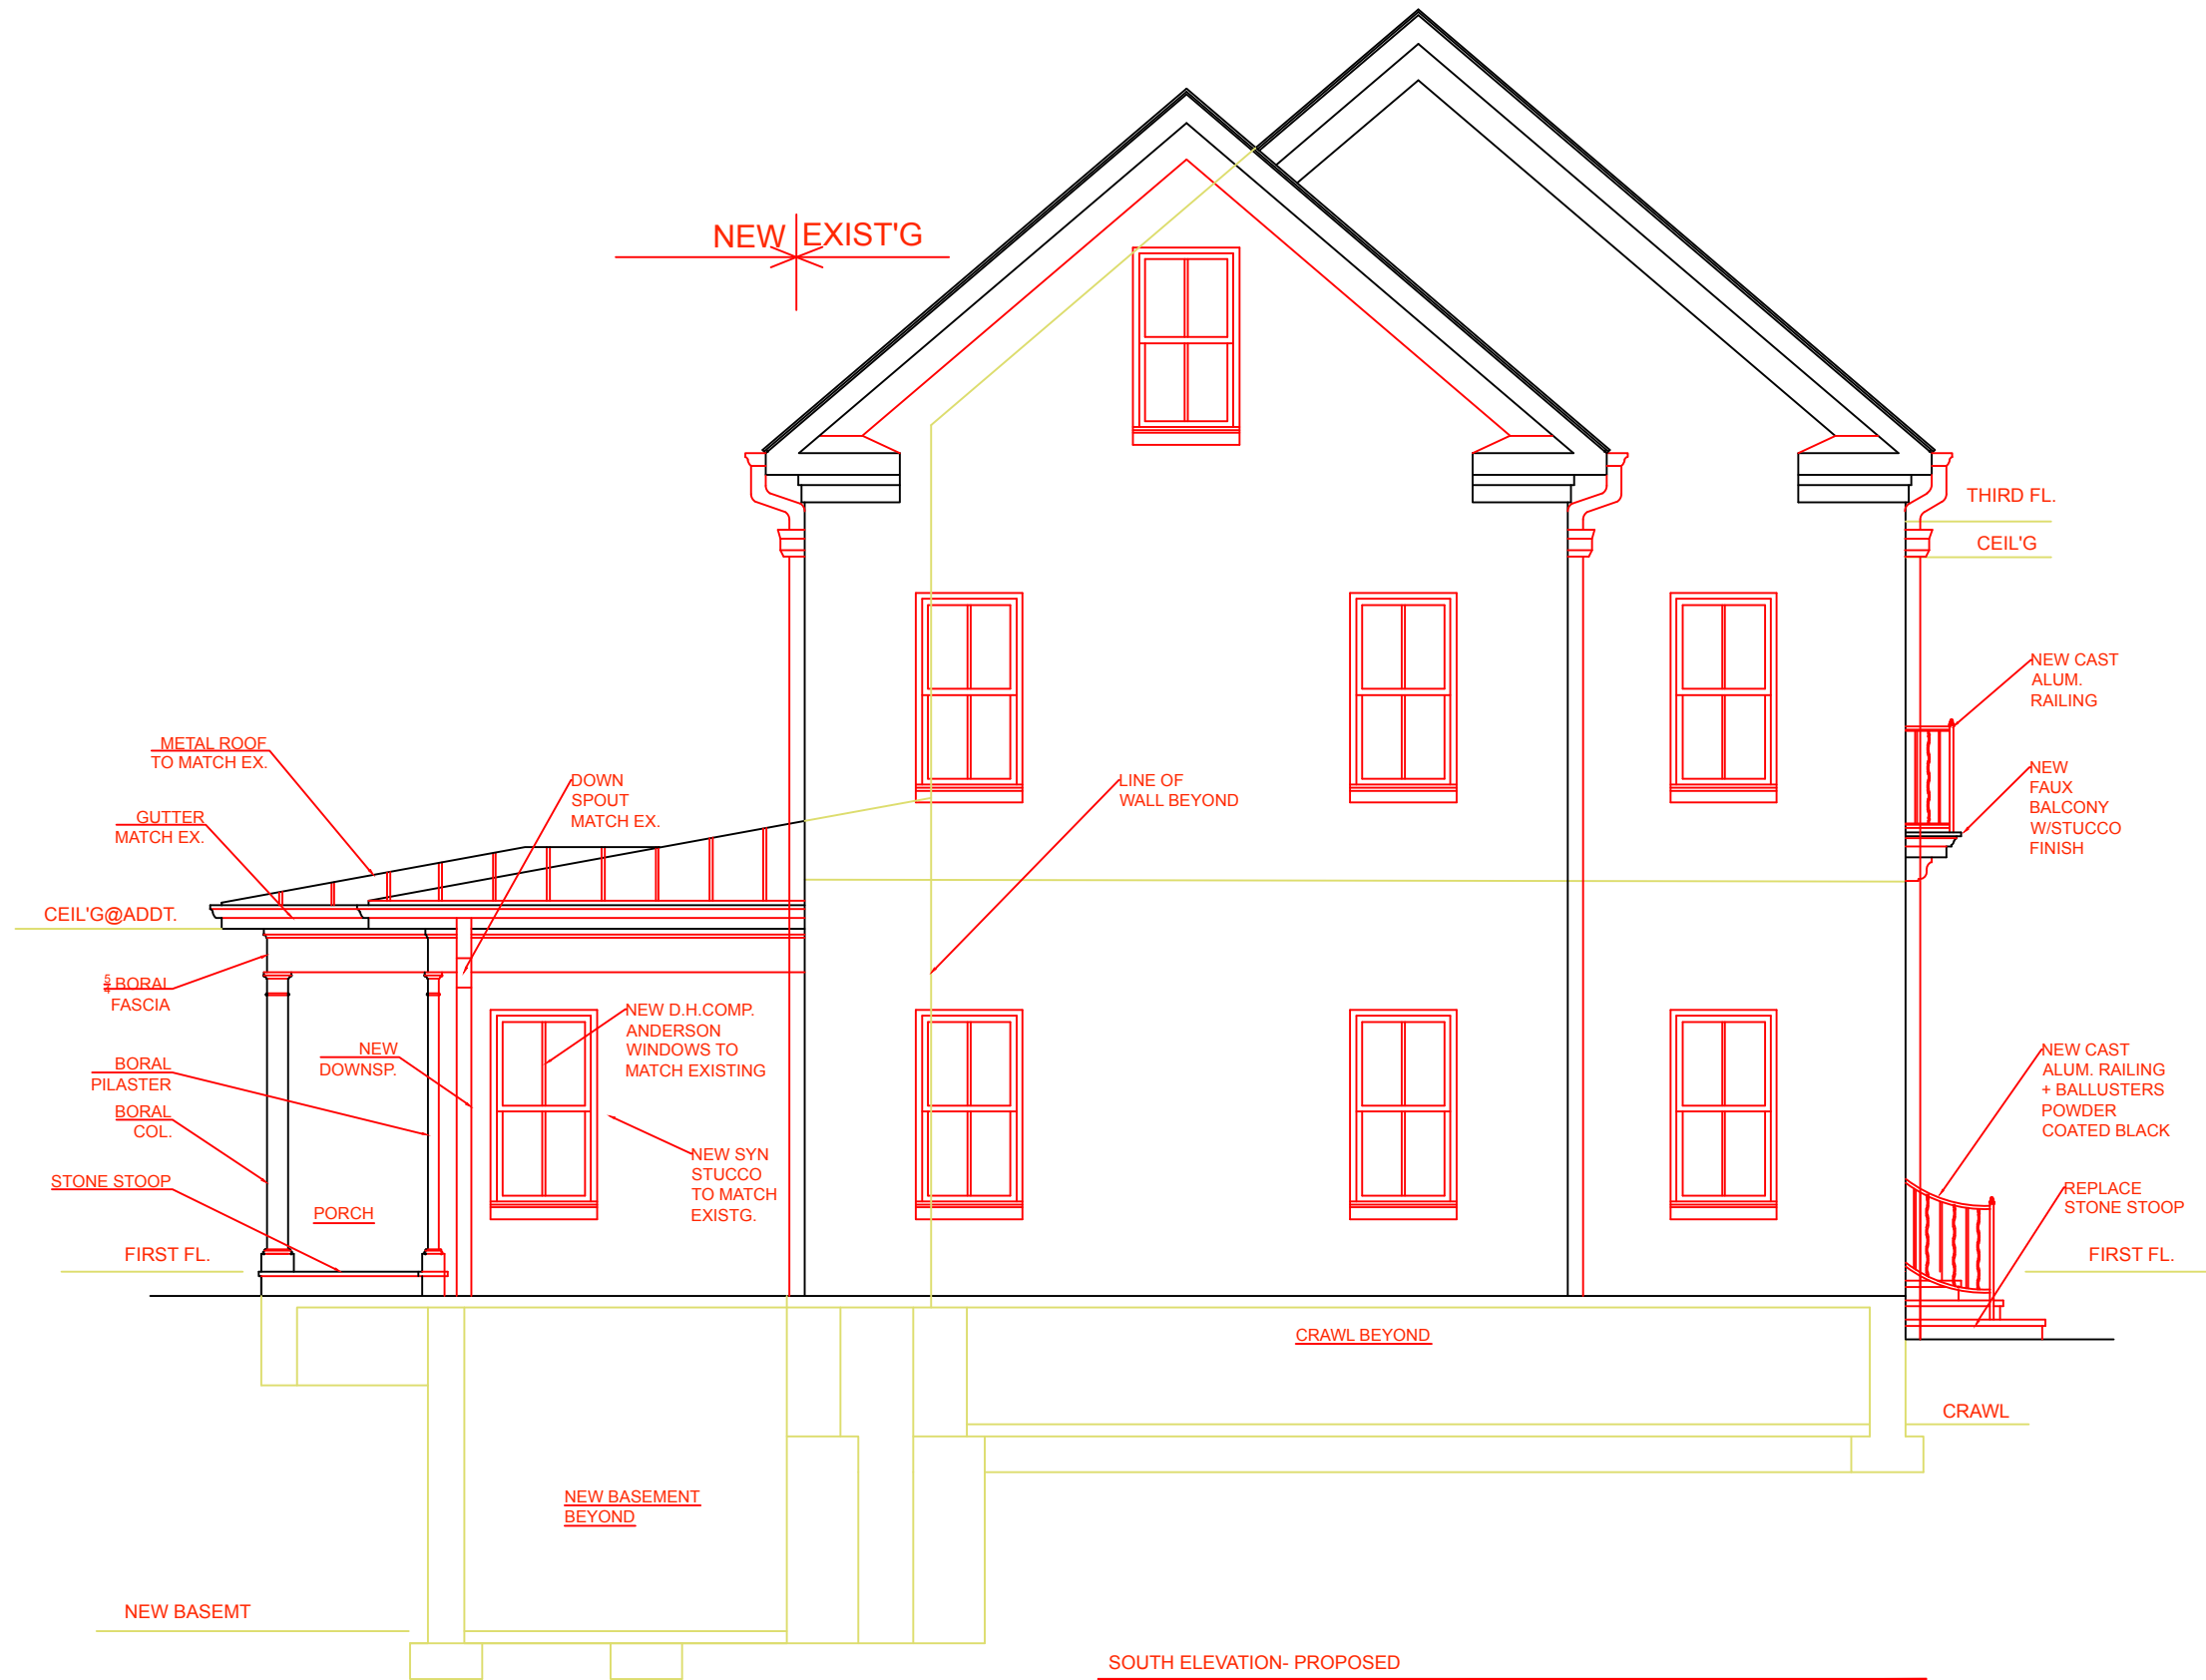 NEW EXIST'G
THIRD FL.
CEIL'G
NEW CAST
ALUM.
RAILING
NEW
FAUX
BALCONY
W/STUCCO
FINISH
METAL ROOF
TO MATCH EX.
GUTTER
MATCH EX.
DOWN
SPOUT
MATCH EX.
LINE OF
WALL BEYOND
CEIL'G@ADDT.
5/4 BORAL
FASCIA
NEW
DOWNSP.
BORAL
PILASTER
BORAL
COL.
STONE STOOP
PORCH
NEW D.H.COMP.
ANDERSON
WINDOWS TO
MATCH EXISTING
NEW SYN
STUCCO
TO MATCH
EXISTG.
NEW CAST
ALUM. RAILING
+ BALLUSTERS
POWDER
COATED BLACK
REPLACE
STONE STOOP
FIRST FL.
FIRST FL.
CRAWL BEYOND
CRAWL
NEW BASEMENT
BEYOND
NEW BASEMT
SOUTH ELEVATION- PROPOSED